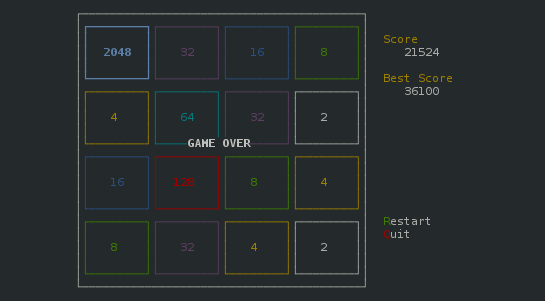 2048 32 16 8
Score
21524
Best Score
36100
4 64 32 2
GAME OVER
16 128 8 4
Restart
Quit
8 32 4 2